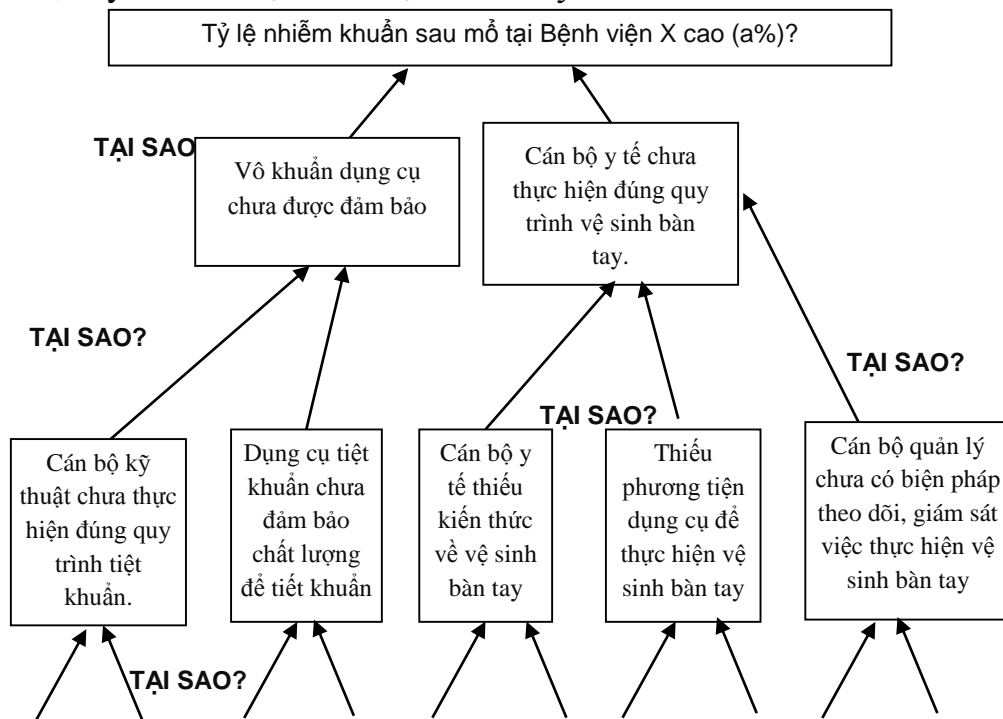 Tỷ lệ nhiễm khuẩn sau mổ tại Bệnh viện X cao (a%)?
TẠI SAO
Vô khuẩn dụng cụ
chưa được đảm bảo
Cán bộ y tế chưa
thực hiện đúng quy
trình vệ sinh bàn
tay.
TẠI SAO?
TẠI SAO?
TẠI SAO?
Cán bộ kỹ
thuật chưa thực
hiện đúng quy
trình tiệt
khuẩn.
Dụng cụ tiệt
khuẩn chưa
đảm bảo
chất lượng
để tiết khuẩn
Cán bộ y
tế thiếu
kiến thức
về vệ sinh
bàn tay
Thiếu
phương tiện
dụng cụ để
thực hiện vệ
sinh bàn tay
Cán bộ quản lý
chưa có biện pháp
theo dõi, giám sát
việc thực hiện vệ
sinh bàn tay
TẠI SAO?